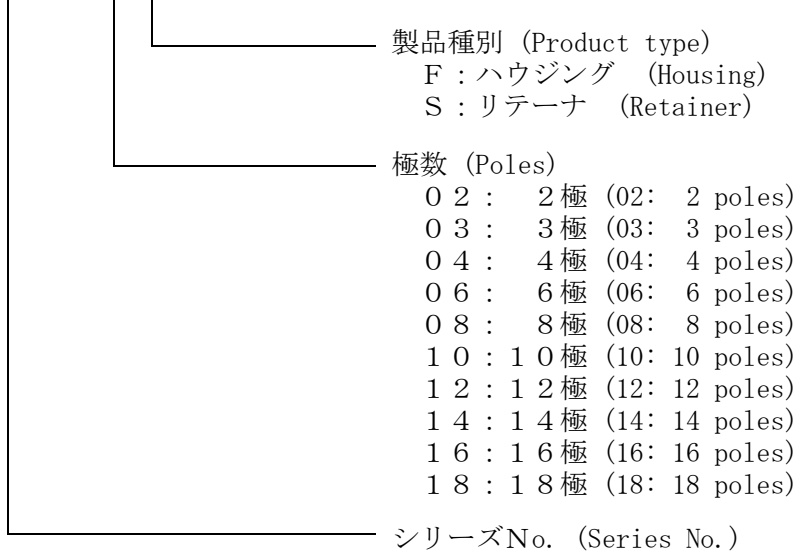 製品種別 (Product type)
Ｆ：ハウジング (Housing)
Ｓ：リテーナ (Retainer)
極数 (Poles)
０２： ２極 (02: 2 poles)
０３： ３極 (03: 3 poles)
０４： ４極 (04: 4 poles)
０６： ６極 (06: 6 poles)
０８： ８極 (08: 8 poles)
１０：１０極 (10: 10 poles)
１２：１２極 (12: 12 poles)
１４：１４極 (14: 14 poles)
１６：１６極 (16: 16 poles)
１８：１８極 (18: 18 poles)
シリーズNo. (Series No.)